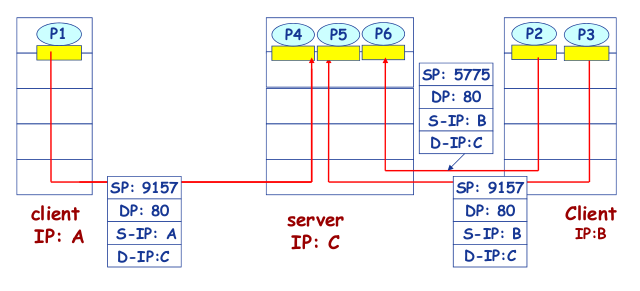 P1
P4 P5 P6
P2 P3
SP: 5775
DP: 80
S-IP: B
D-IP:C
SP: 9157
DP: 80
S-IP: A
D-IP:C
SP: 9157
DP: 80
S-IP: B
D-IP:C
client
IP: A
server
IP: C
Client
IP:B